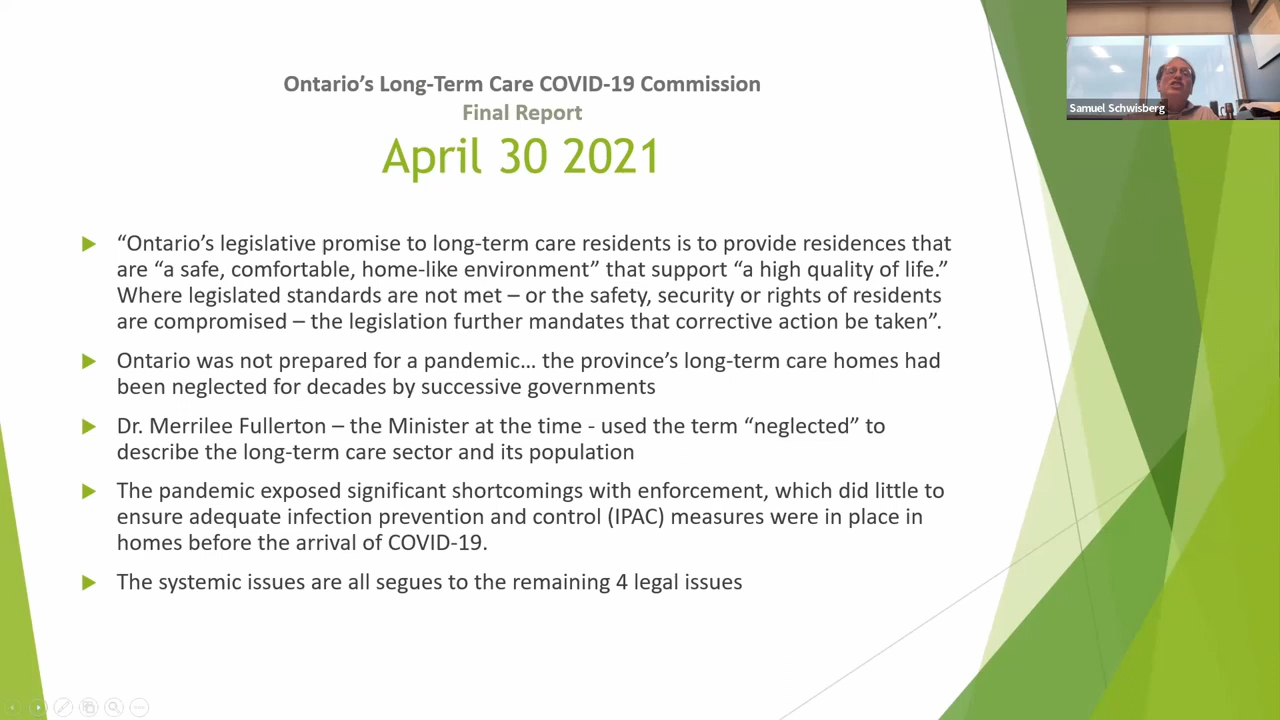 Ontario’s Long-Term Care COVID-19 Commission
Final Report
April 30 2021
“Ontario’s legislative promise to long-term care residents is to provide residences that
are “a safe, comfortable, home-like environment” that support “a high quality of life.”
Where legislated standards are not met – or the safety, security or rights of residents
are compromised – the legislation further mandates that corrective action be taken”.
Ontario was not prepared for a pandemic… the province’s long-term care homes had
been neglected for decades by successive governments
Dr. Merrilee Fullerton – the Minister at the time - used the term “neglected” to
describe the long-term care sector and its population
The pandemic exposed significant shortcomings with enforcement, which did little to
ensure adequate infection prevention and control (IPAC) measures were in place in
homes before the arrival of COVID-19.
The systemic issues are all segues to the remaining 4 legal issues
Samuel Schwisberg